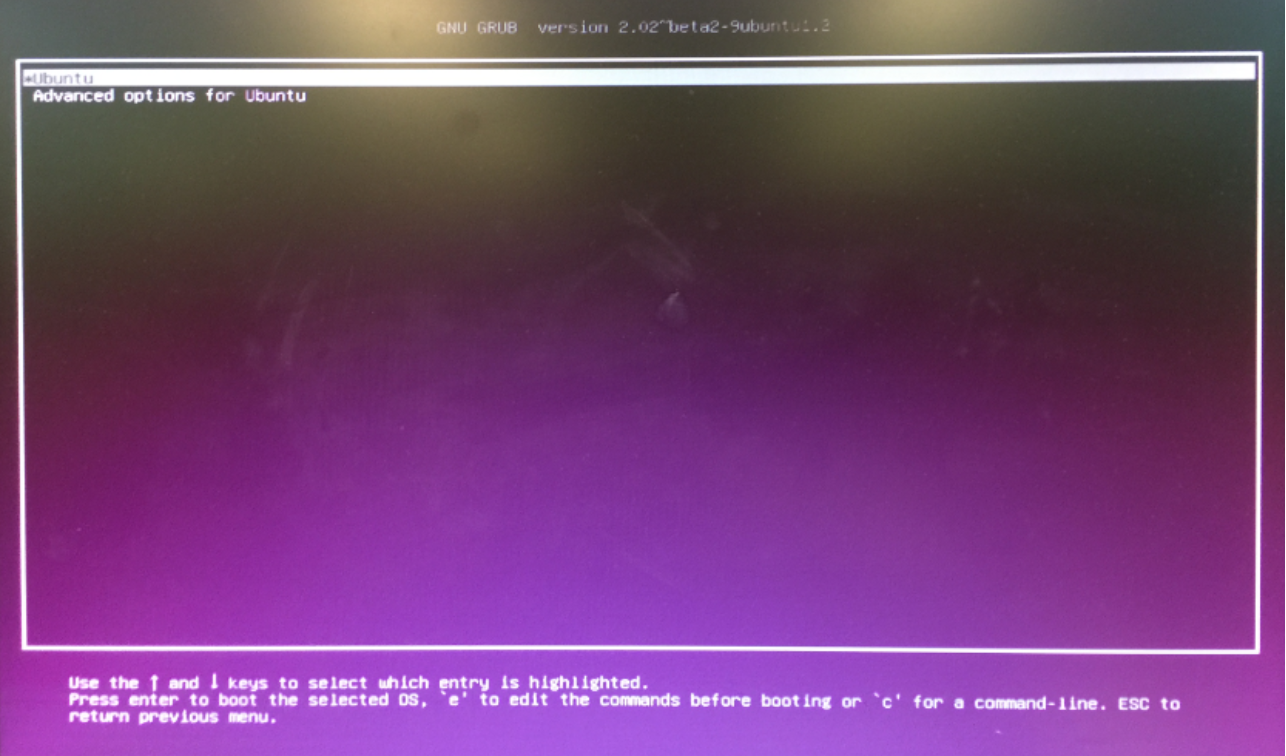 GNU GRUB version 2.02~beta2-9ubuntu1.2
*Ubuntu
Advanced options for Ubuntu
Use the ↑ and ↓ keys to select which entry is highlighted.
Press enter to boot the selected OS, `e' to edit the commands before booting or `c' for a command-line. ESC to
return previous menu.